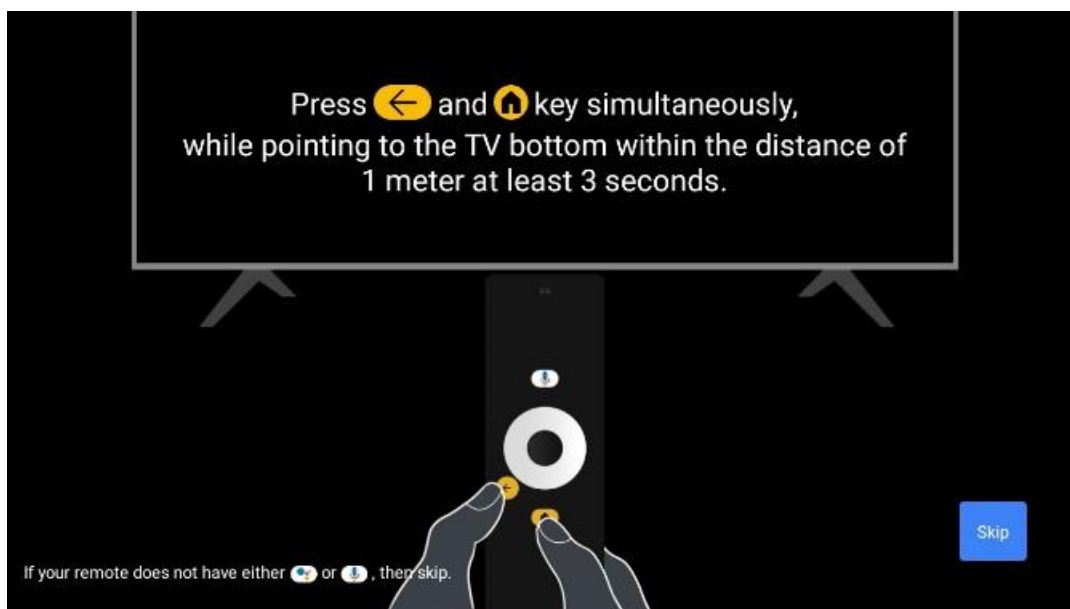 Press and key simultaneously,
while pointing to the TV bottom within the distance of
1 meter at least 3 seconds.
Skip
If your remote does not have either or , then skip.